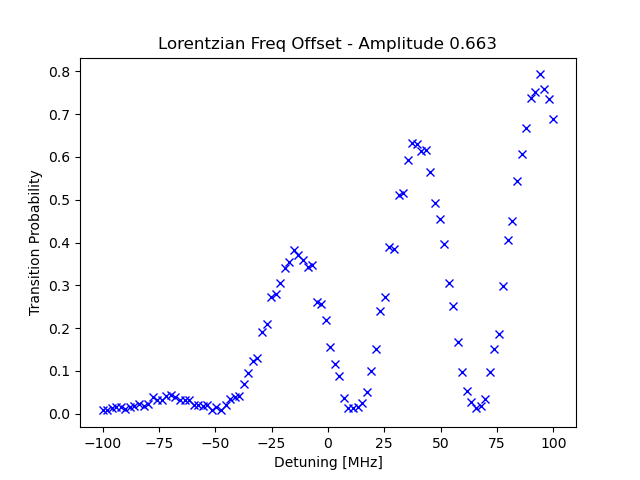 Lorentzian Freq Offset - Amplitude 0.663
Transition Probability
0.8
0.7
0.6
0.5
0.4
0.3
0.2
0.1
0.0
−100 −75 −50 −25 0 25 50 75 100
Detuning [MHz]